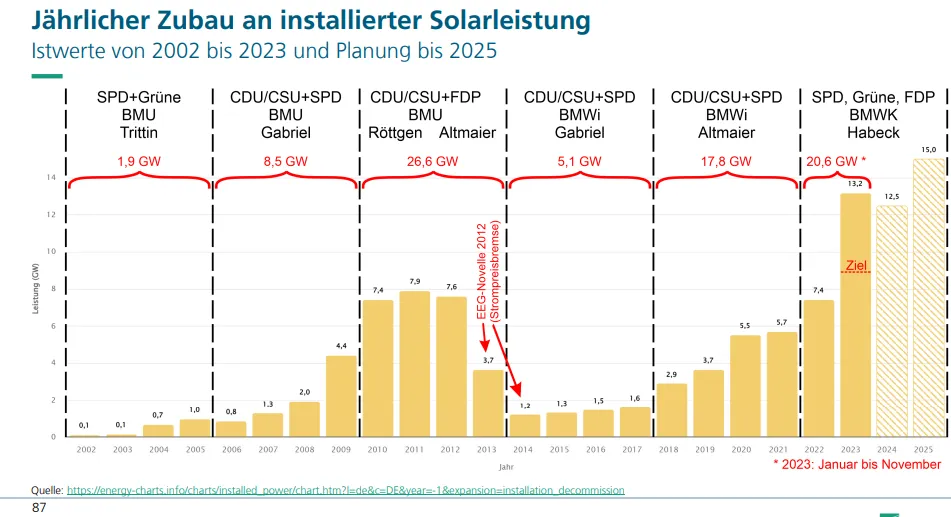 Jährlicher Zubau an installierter Solarleistung
Istwerte von 2002 bis 2023 und Planung bis 2025
SPD+Grüne
BMU
Trittin
1,9 GW
CDU/CSU+SPD
BMU
Gabriel
8,5 GW
CDU/CSU+FDP
BMU
Röttgen Altmaier
26,6 GW
CDU/CSU+SPD
BMWi
Gabriel
5,1 GW
CDU/CSU+SPD
BMWi
Altmaier
17,8 GW
SPD, Grüne, FDP
BMWK
Habeck
20,6 GW *
Leistung (GW)
14
12
10
8
6
4
2
0
0,1
0,1
0,7
1,0
0,8
1,3
2,0
4,4
7,4
7,9
7,6
3,7
1,2
1,3
1,5
1,6
2,9
3,7
5,5
5,7
7,4
13,2
12,5
15,0
EEG-Novelle 2012
(Strompreisbremse)
Ziel
2002 2003 2004 2005 2006 2007 2008 2009 2010 2011 2012 2013 2014 2015 2016 2017 2018 2019 2020 2021 2022 2023 2024 2025
Jahr
* 2023: Januar bis November
Quelle: https://energy-charts.info/charts/installed_power/chart.htm?l=de&c=DE&year=-1&expansion=installation_decommission
87